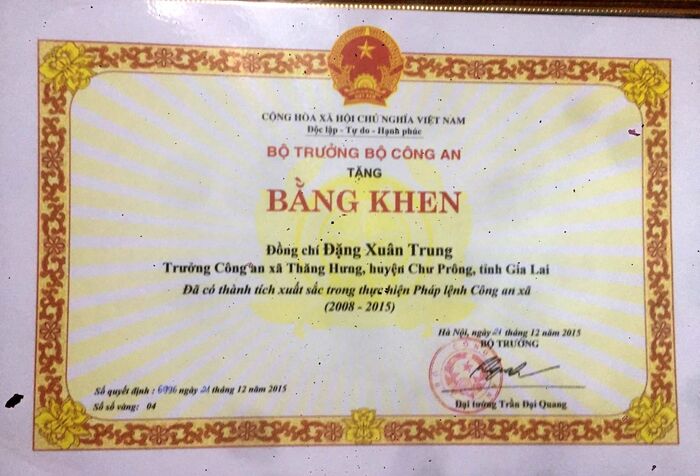 CỘNG HÒA XÃ HỘI CHỦ NGHĨA VIỆT NAM
Độc lập - Tự do - Hạnh phúc
BỘ TRƯỞNG BỘ CÔNG AN
TẶNG
BẰNG KHEN
Đồng chí Đặng Xuân Trung
Trưởng Công an xã Thăng Hưng, huyện Chư Prông, tỉnh Gia Lai
Đã có thành tích xuất sắc trong thực hiện Pháp lệnh Công an xã
(2008 - 2015)
Hà Nội, ngày 21 tháng 12 năm 2015
BỘ TRƯỞNG
Đại tướng Trần Đại Quang
Số quyết định : ngày 21 tháng 12 năm 2015
Số sổ vàng: 04